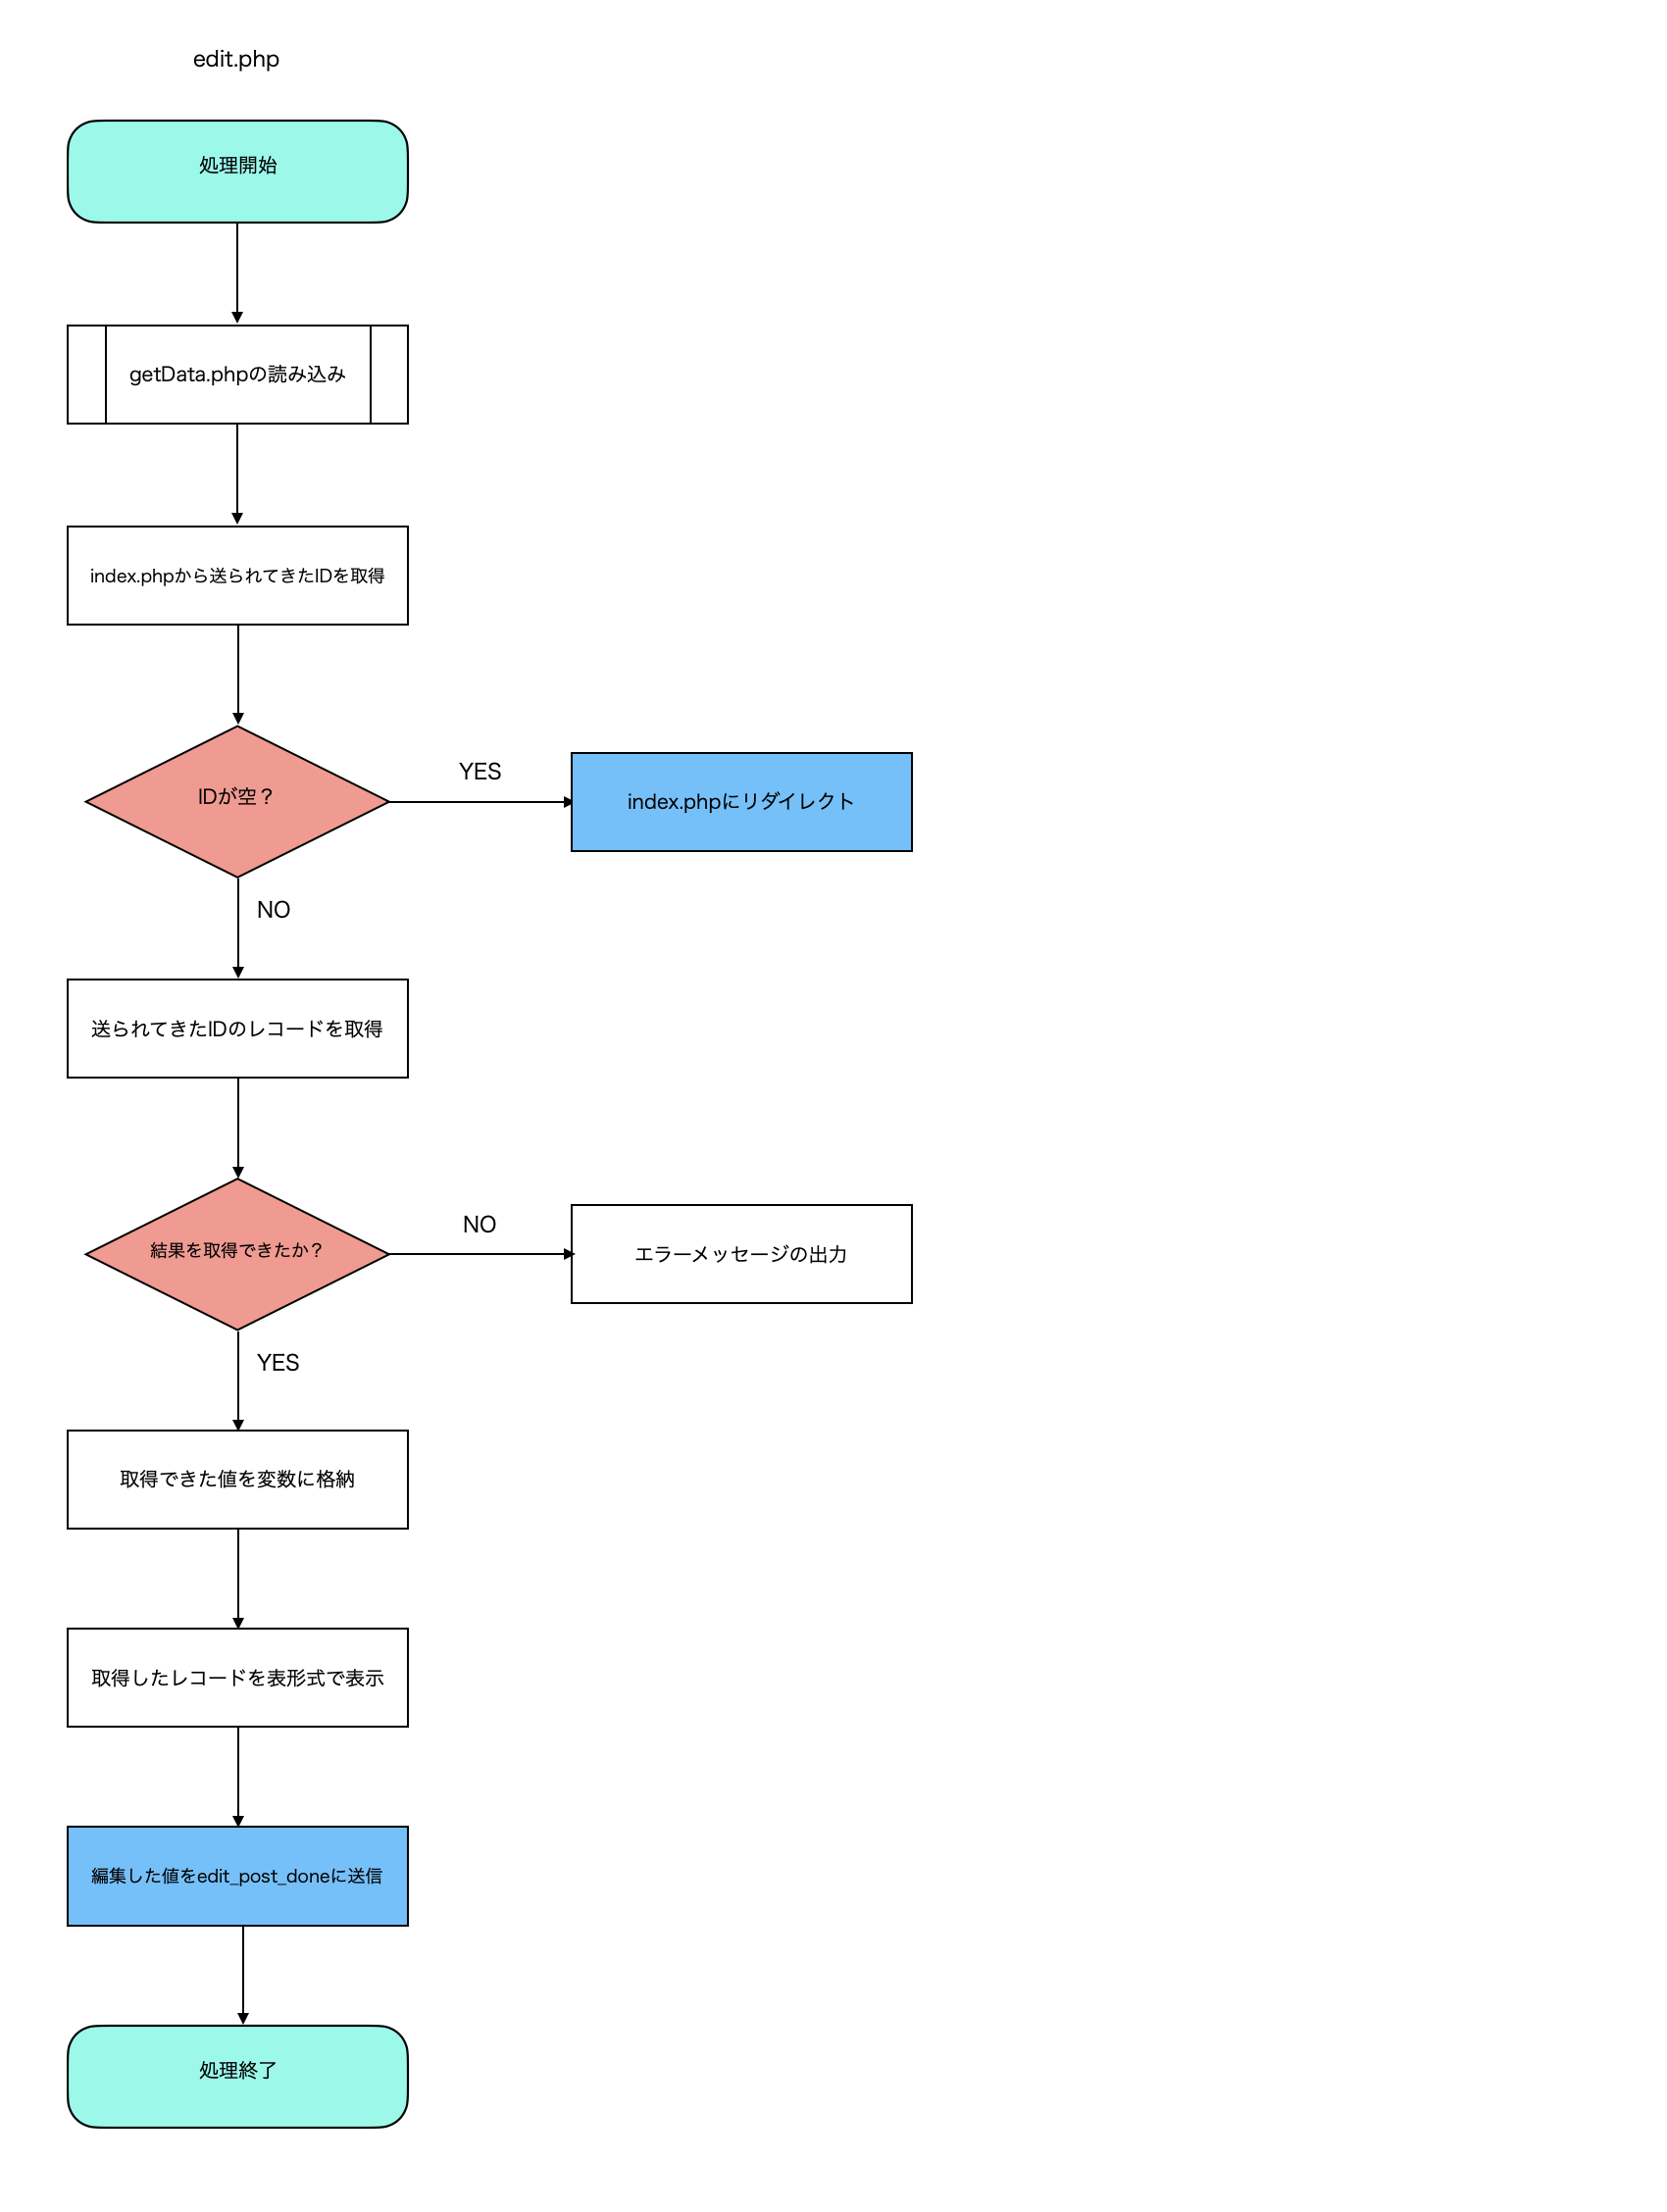 edit.php
処理開始
getData.phpの読み込み
index.phpから送られてきたIDを取得
IDが空？
YES
index.phpにリダイレクト
NO
送られてきたIDのレコードを取得
結果を取得できたか？
NO
エラーメッセージの出力
YES
取得できた値を変数に格納
取得したレコードを表形式で表示
編集した値をedit_post_doneに送信
処理終了